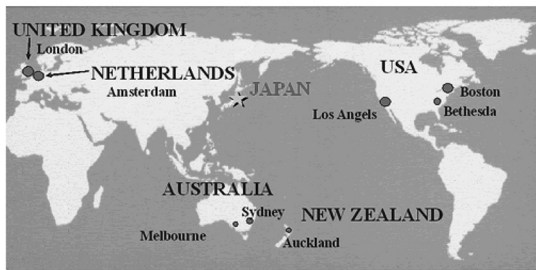 UNITED KINGDOM
London
NETHERLANDS
Amsterdam
JAPAN
USA
Boston
Los Angels
Bethesda
AUSTRALIA
Sydney
NEW ZEALAND
Melbourne
Auckland